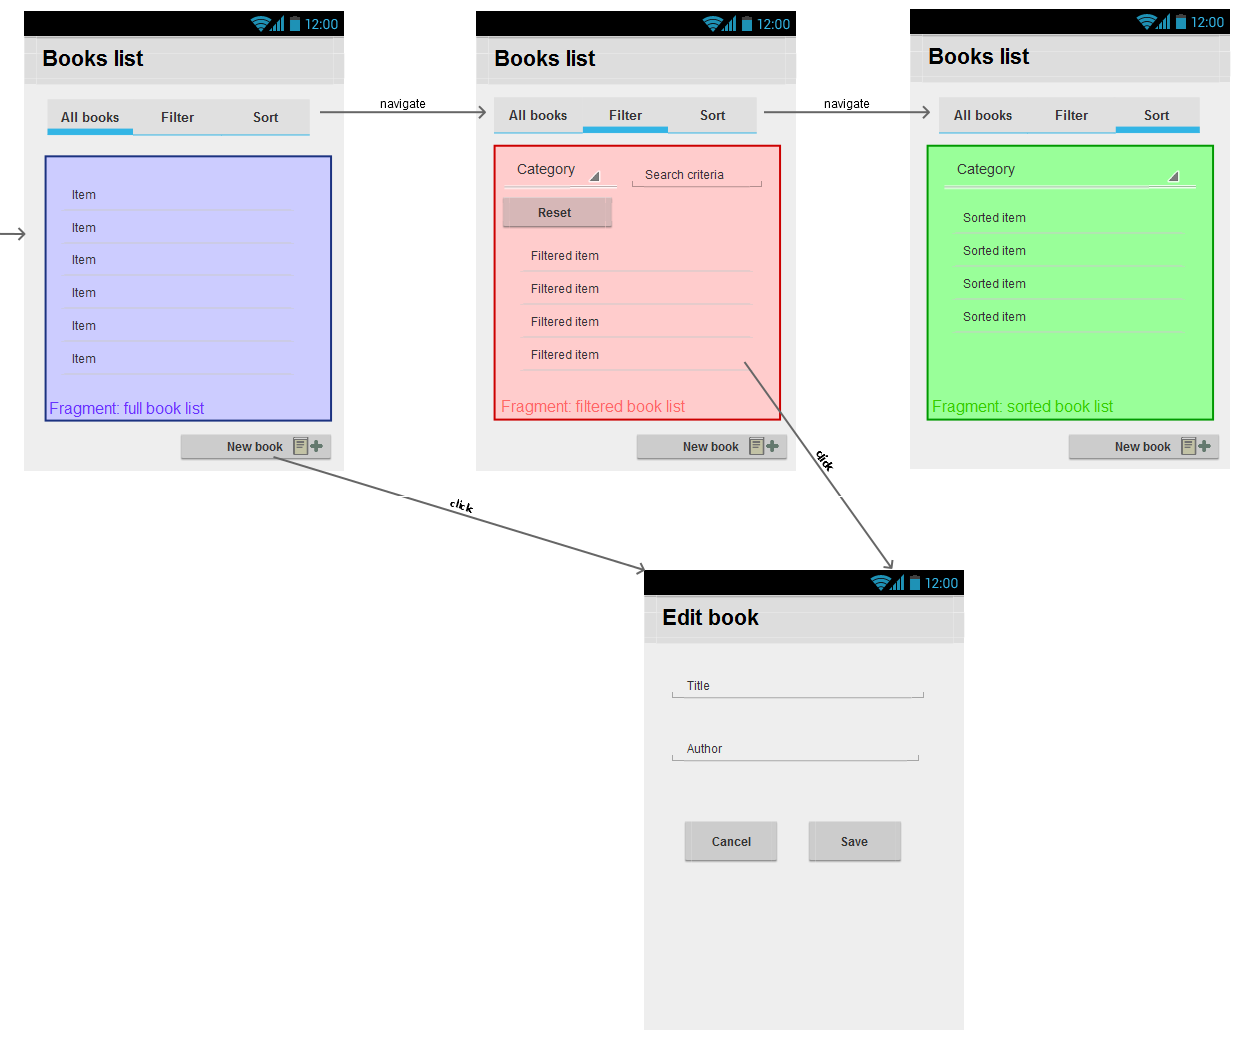 12:00
Books list
All books Filter Sort
Item
Item
Item
Item
Item
Item
Fragment: full book list
New book
navigate
12:00
Books list
All books Filter Sort
Category Search criteria
Reset
Filtered item
Filtered item
Filtered item
Filtered item
Fragment: filtered book list
New book
navigate
12:00
Books list
All books Filter Sort
Category
Sorted item
Sorted item
Sorted item
Sorted item
Fragment: sorted book list
New book
click
click
12:00
Edit book
Title
Author
Cancel Save